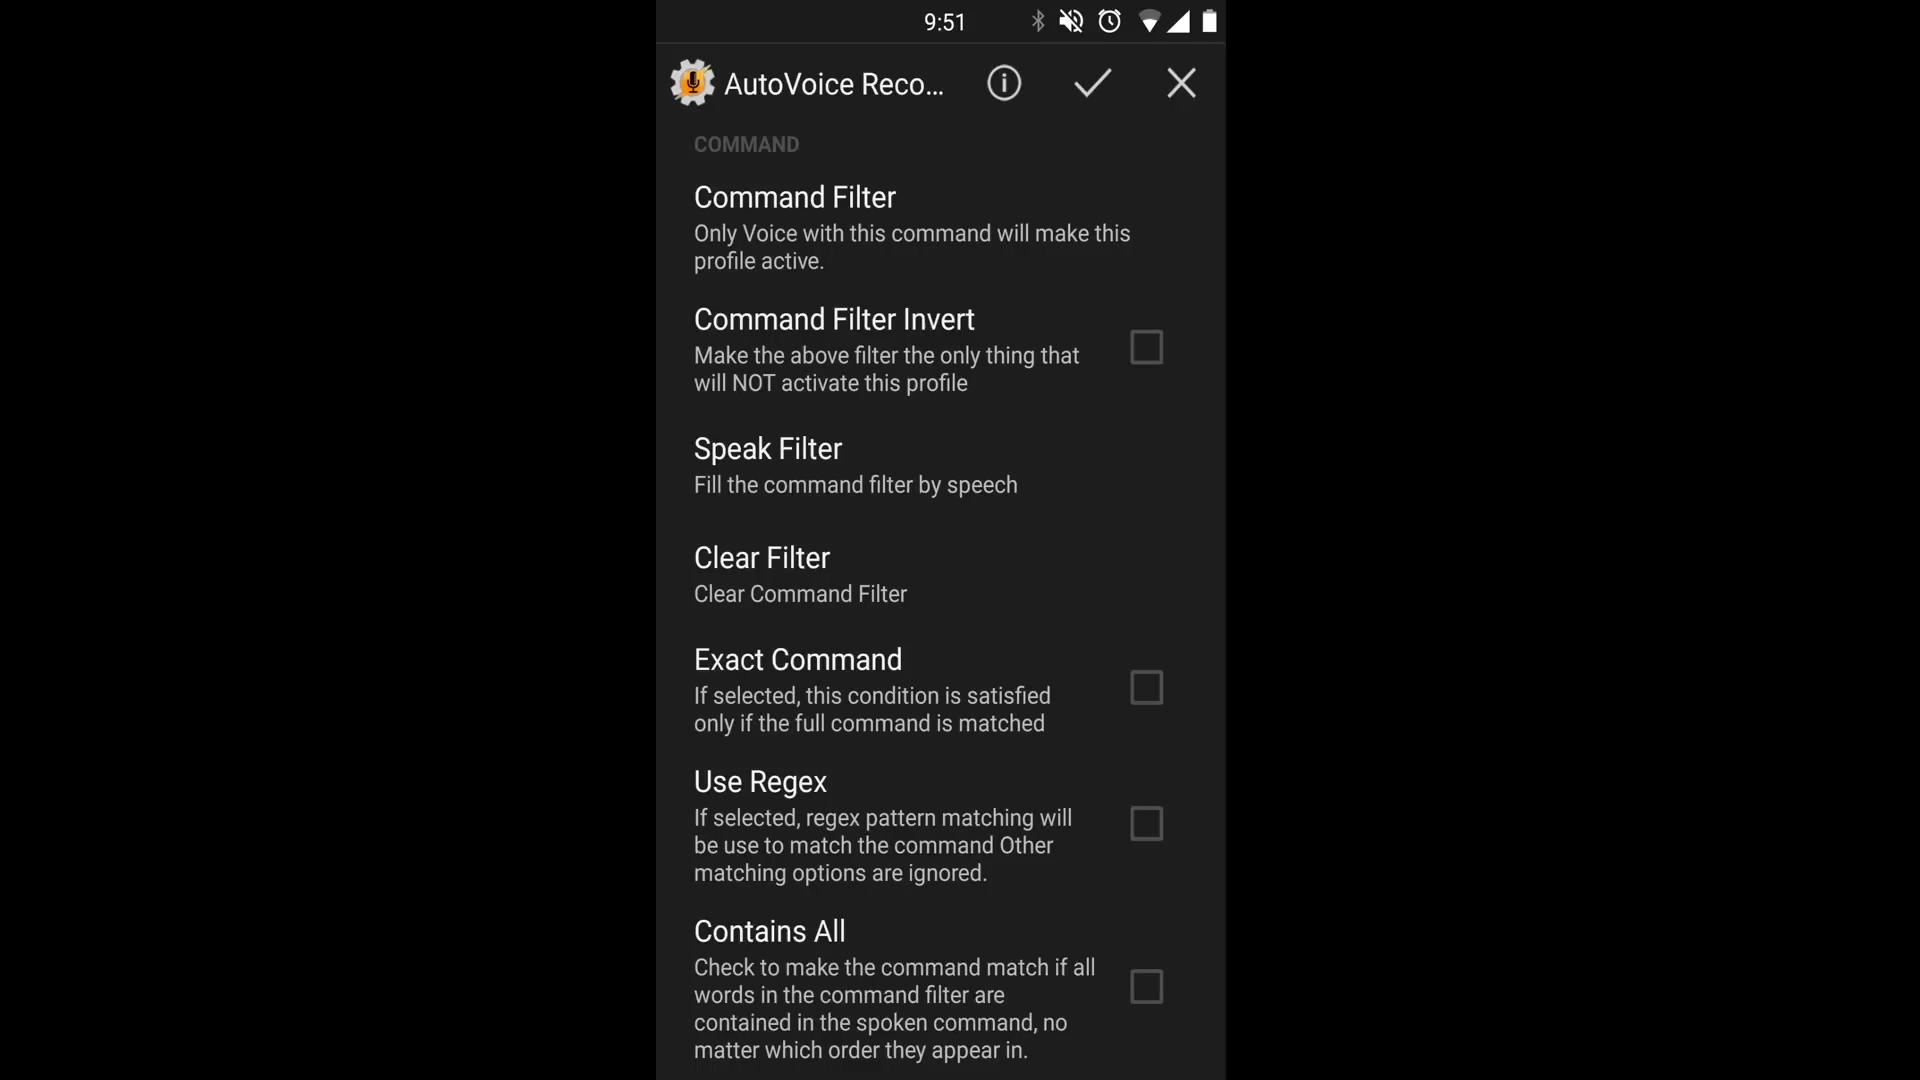 9:51
AutoVoice Reco...
COMMAND
Command Filter
Only Voice with this command will make this
profile active.
Command Filter Invert
Make the above filter the only thing that
will NOT activate this profile
Speak Filter
Fill the command filter by speech
Clear Filter
Clear Command Filter
Exact Command
If selected, this condition is satisfied
only if the full command is matched
Use Regex
If selected, regex pattern matching will
be use to match the command Other
matching options are ignored.
Contains All
Check to make the command match if all
words in the command filter are
contained in the spoken command, no
matter which order they appear in.